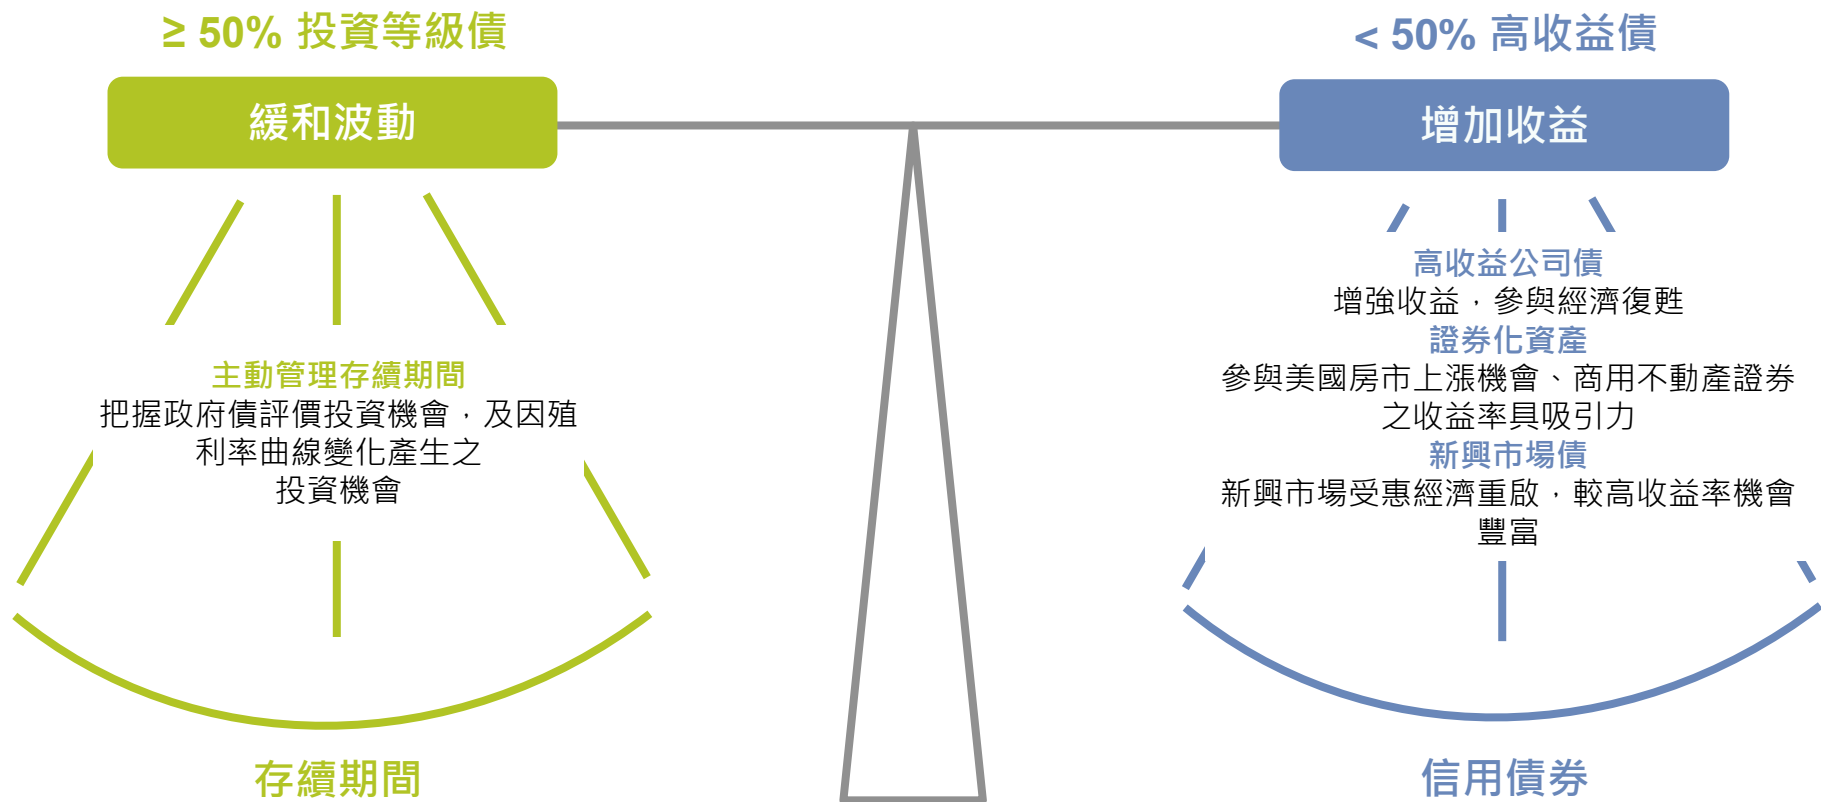 ≥ 50% 投資等級債
緩和波動
主動管理存續期間
把握政府債評價投資機會，及因殖
利率曲線變化產生之
投資機會
存續期間
< 50% 高收益債
增加收益
高收益公司債
增強收益，參與經濟復甦
證券化資產
參與美國房市上漲機會、商用不動產證券
之收益率具吸引力
新興市場債
新興市場受惠經濟重啟，較高收益率機會
豐富
信用債券